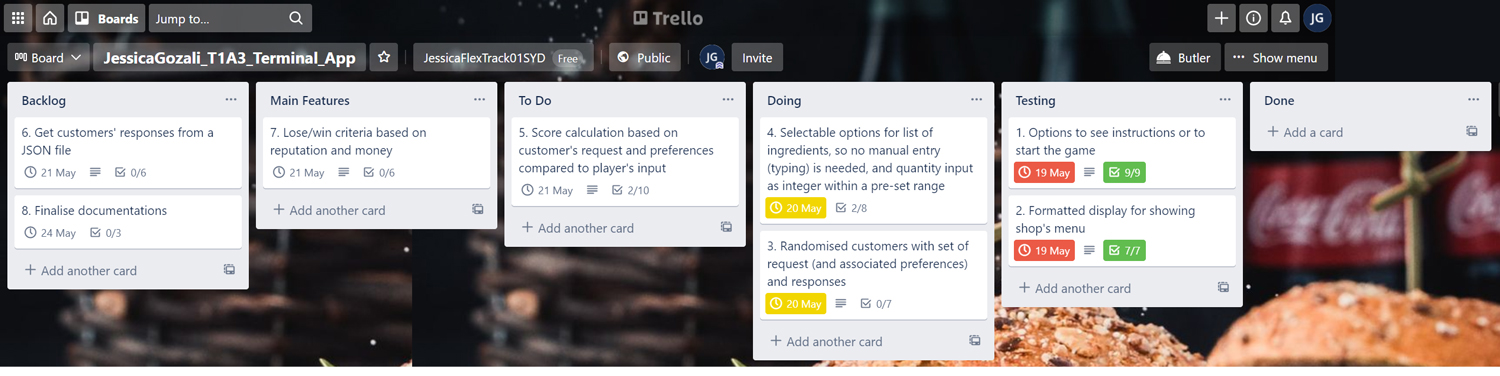 Boards
Jump to...
Trello
JG
Board
JessicaGozali_T1A3_Terminal_App
JessicaFlexTrack01SYD Free
Public
JG
Invite
Butler
... Show menu
Backlog
6. Get customers' responses from a
JSON file
21 May 0/6
8. Finalise documentations
24 May 0/3
+ Add another card
Main Features
7. Lose/win criteria based on
reputation and money
21 May 0/6
+ Add another card
To Do
5. Score calculation based on
customer's request and preferences
compared to player's input
21 May 2/10
+ Add another card
Doing
4. Selectable options for list of
ingredients, so no manual entry
(typing) is needed, and quantity input
as integer within a pre-set range
20 May 2/8
3. Randomised customers with set of
request (and associated preferences)
and responses
20 May 0/7
+ Add another card
Testing
1. Options to see instructions or to
start the game
19 May 9/9
2. Formatted display for showing
shop's menu
19 May 7/7
+ Add another card
Done
+ Add a card
Coca-Cola
Coca-Cola